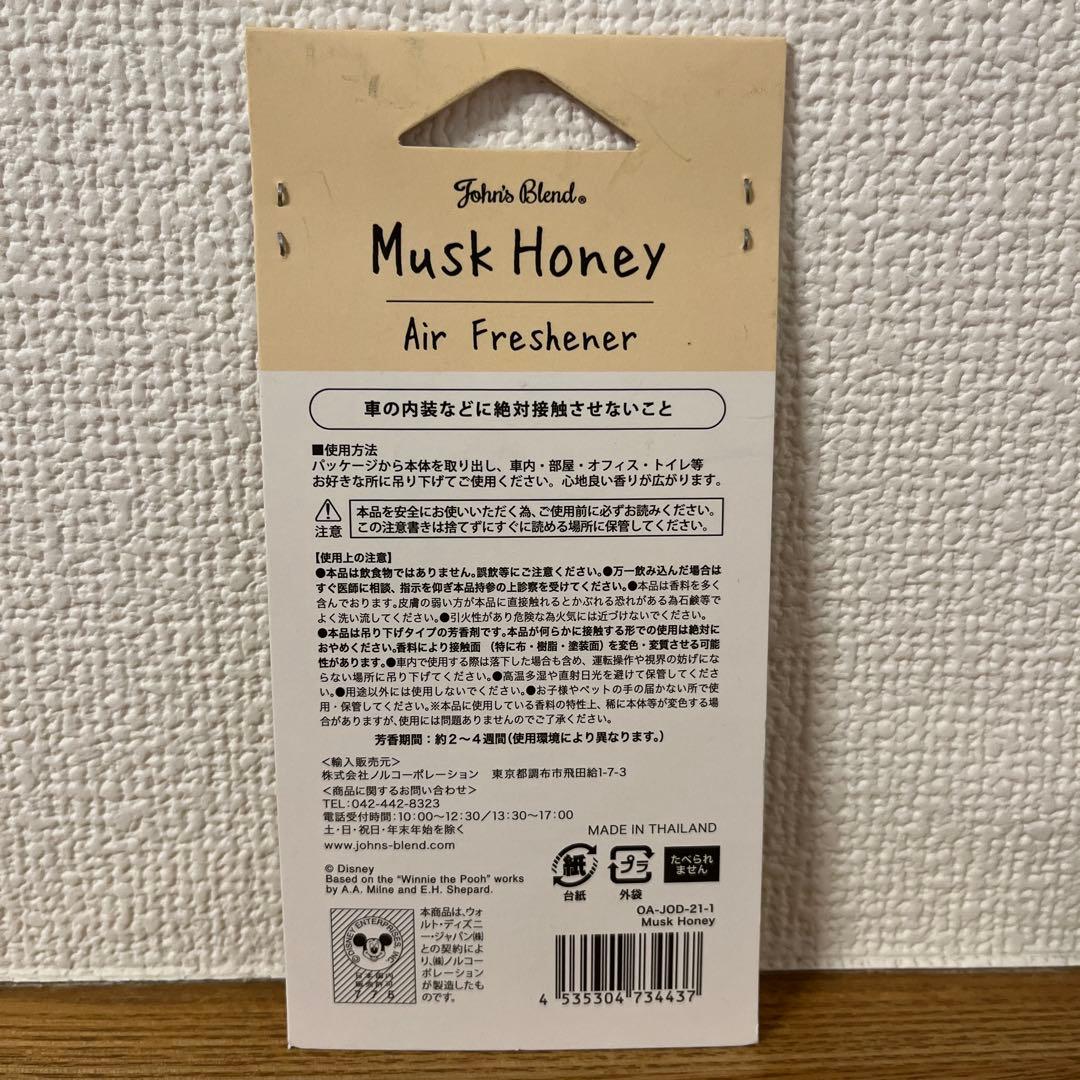 John's Blend®
Musk Honey
Air Freshener
車の内装などに絶対接触させないこと
■使用方法
パッケージから本体を取り出し、車内・部屋・オフィス・トイレ等
お好きな所に吊り下げてご使用ください。心地良い香りが広がります。
注意
本品を安全にお使いいただく為、ご使用前に必ずお読みください。
この注意書きは捨てずにすぐに読める場所に保管してください。
【使用上の注意】
●本品は飲食物ではありません。誤飲等にご注意ください。●万一飲み込んだ場合は
すぐ医師に相談、指示を仰ぎ本品持参の上診察を受けてください。●本品は香料を多く
含んでおります。皮膚の弱い方が本品に直接触れるとかぶれる恐れがある為石鹸等で
よく洗い流してください。●引火性があり危険な為火気には近づけないでください。
●本品は吊り下げタイプの芳香剤です。本品が何らかに接触する形での使用は絶対に
おやめください。香料により接触面 (特に布・樹脂・塗装面) を変色・変質させる可能
性があります。●車内で使用する際は落下した場合も含め、運転操作や視界の妨げにな
らない場所に吊り下げてください。●高温多湿や直射日光を避けて保管してくださ
い。●用途以外には使用しないでください。●お子様やペットの手の届かない所で使
用・保管してください。※本品に使用している香料の特性上、稀に本体等が変色する場
合がありますが、使用には問題ありませんのでご了承ください。
芳香期間：約2～4週間(使用環境により異なります。)
＜輸入販売元＞
株式会社ノルコーポレーション 東京都調布市飛田給1-7-3
＜商品に関するお問い合わせ＞
TEL:042-442-8323
電話受付時間:10:00～12:30/13:30～17:00
土・日・祝日・年末年始を除く
www.johns-blend.com
MADE IN THAILAND
© Disney
Based on the "Winnie the Pooh" works
by A.A. Milne and E.H. Shepard.
紙
台紙
プラ
外袋
たべられ
ません
OA-JOD-21-1
Musk Honey
©DISNEY ENTERPRISES, INC.
日本国内
販売許可
775
本商品は、ウォ
ルト・ディズニ
ー・ジャパン㈱
との契約によ
り、㈱ノルコー
ポレーション
が製造したも
のです。
4 535304 734437